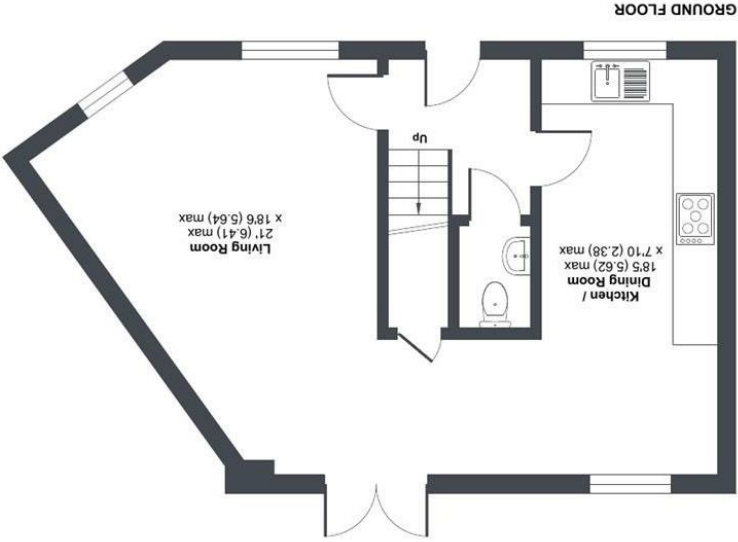 Kitchen /
Dining Room
18'5 (5.62) max
x 7'10 (2.38) max
Living Room
21' (6.41) max
x 18'6 (5.64) max
Up
GROUND FLOOR